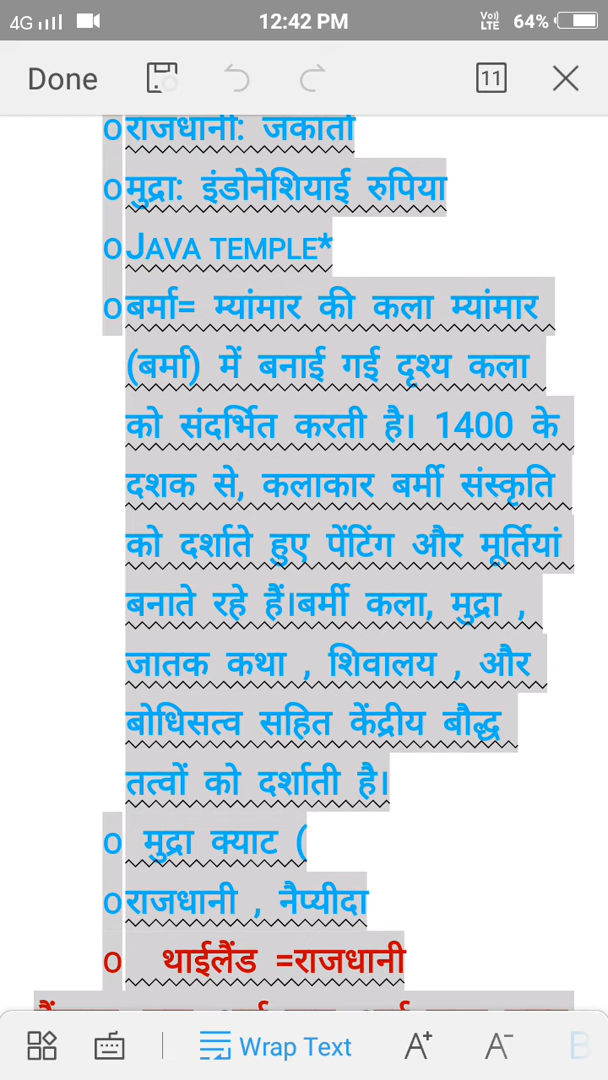 4G 12:42 PM Vo)) LTE 64%
Done 11
o राजधानी: जकार्ता
o मुद्रा: इंडोनेशियाई रुपिया
o JAVA TEMPLE*
o बर्मा= म्यांमार की कला म्यांमार
(बर्मा) में बनाई गई दृश्य कला
को संदर्भित करती है। 1400 के
दशक से, कलाकार बर्मी संस्कृति
को दर्शाते हुए पेंटिंग और मूर्तियां
बनाते रहे हैं।बर्मी कला, मुद्रा ,
जातक कथा , शिवालय , और
बोधिसत्व सहित केंद्रीय बौद्ध
तत्वों को दर्शाती है।
o मुद्रा क्याट (
o राजधानी , नैप्यीदा
o थाईलैंड =राजधानी
Wrap Text A+ A- B